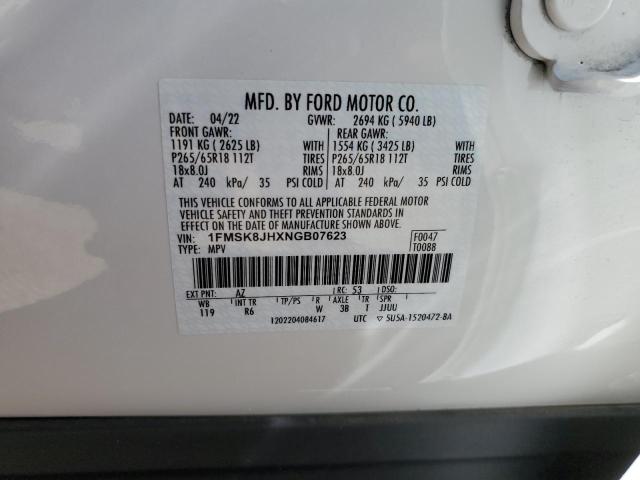 MFD. BY FORD MOTOR CO.
DATE: 04/22 GVWR: 2694 KG ( 5940 LB)
FRONT GAWR: REAR GAWR:
1191 KG ( 2625 LB) WITH 1554 KG ( 3425 LB) WITH
P265/65R18 112T TIRES P265/65R18 112T TIRES
18x8.0J RIMS 18x8.0J RIMS
AT 240 kPa/ 35 PSI COLD AT 240 kPa/ 35 PSI COLD
THIS VEHICLE CONFORMS TO ALL APPLICABLE FEDERAL MOTOR
VEHICLE SAFETY AND THEFT PREVENTION STANDARDS IN
EFFECT ON THE DATE OF MANUFACTURE SHOWN ABOVE.
VIN: 1FMSK8JHXNGB07623 F0047
TYPE: MPV T0088
EXT PNT: AZ RC: 53 DSO:
WB INT TR TP/PS R AXLE TR SPR
119 R6 W 3B T JJUU
1202204084617 UTC ▽ SU5A-1520472-BA